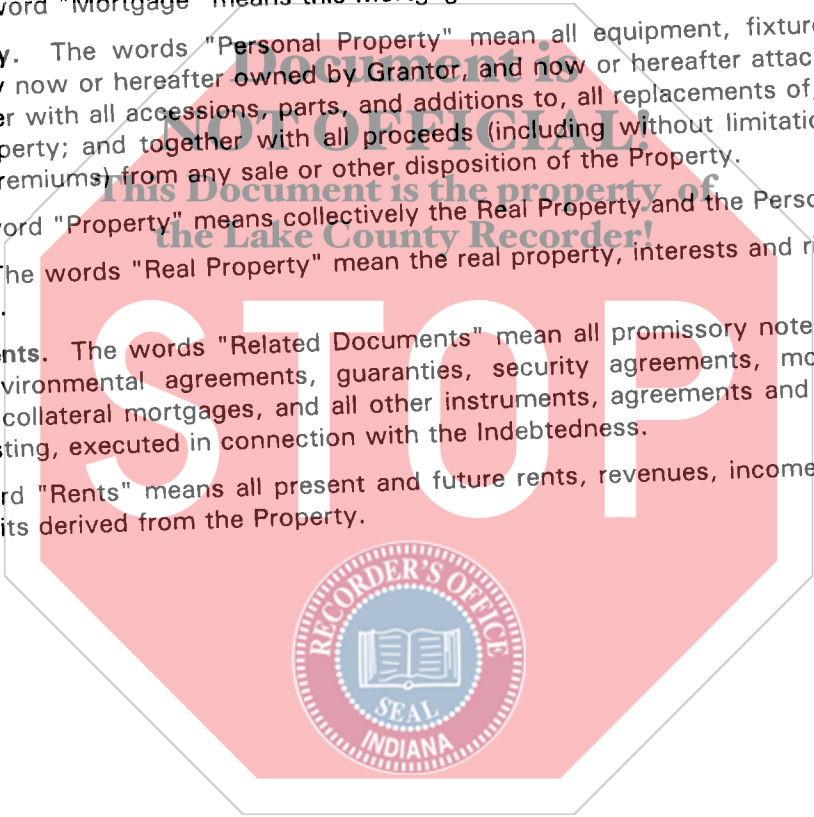 word "Mortgage" means this Mortg
y. The words "Personal Property" mean all equipment, fixture
y now or hereafter owned by Grantor, and now or hereafter attac
er with all accessions, parts, and additions to, all replacements of,
perty; and together with all proceeds (including without limitatio
remiums) from any sale or other disposition of the Property.
ord "Property" means collectively the Real Property and the Perso
The words "Real Property" mean the real property, interests and ri
.
nts. The words "Related Documents" mean all promissory note
vironmental agreements, guaranties, security agreements, mo
collateral mortgages, and all other instruments, agreements and
sting, executed in connection with the Indebtedness.
rd "Rents" means all present and future rents, revenues, income
its derived from the Property.
Document is
NOT OFFICIAL!
This Document is the property of
the Lake County Recorder!
STOP
RECORDER'S OFFICE
SEAL
INDIANA